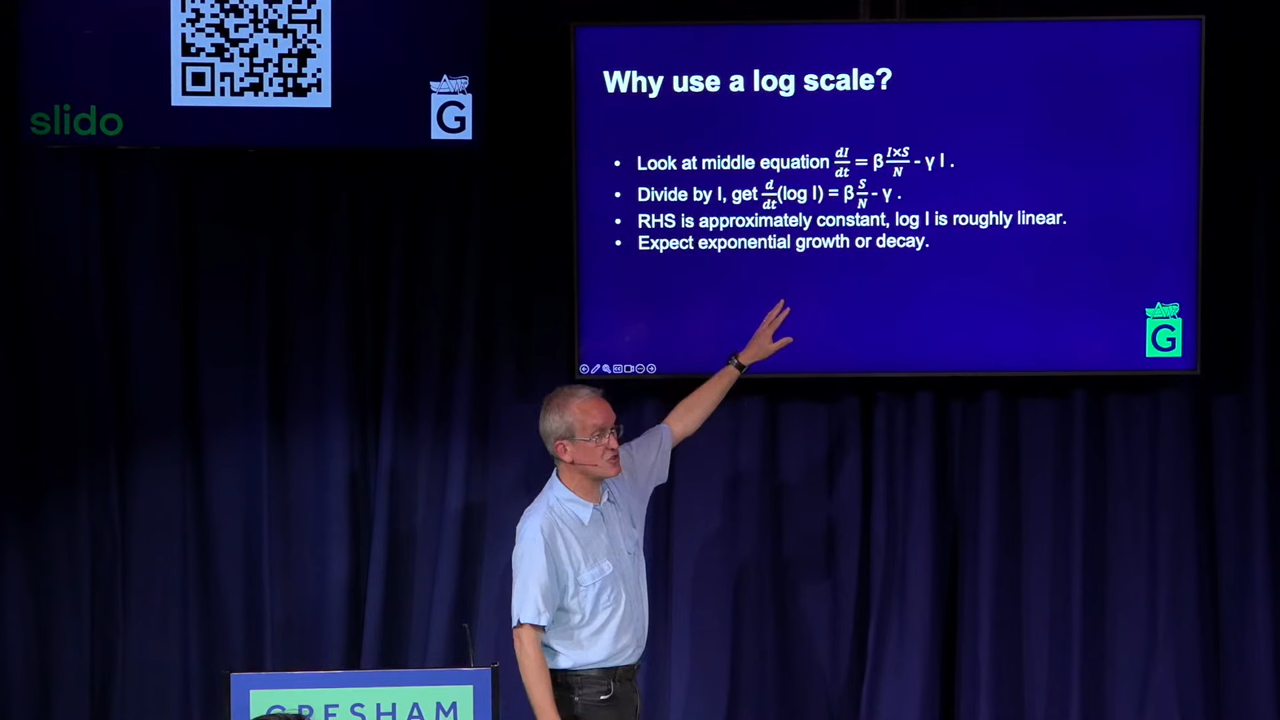 slido
G
Why use a log scale?
• Look at middle equation dI/dt = β I×S/N - γ I .
• Divide by I, get d/dt(log I) = β S/N - γ .
• RHS is approximately constant, log I is roughly linear.
• Expect exponential growth or decay.
G
GRESHAM